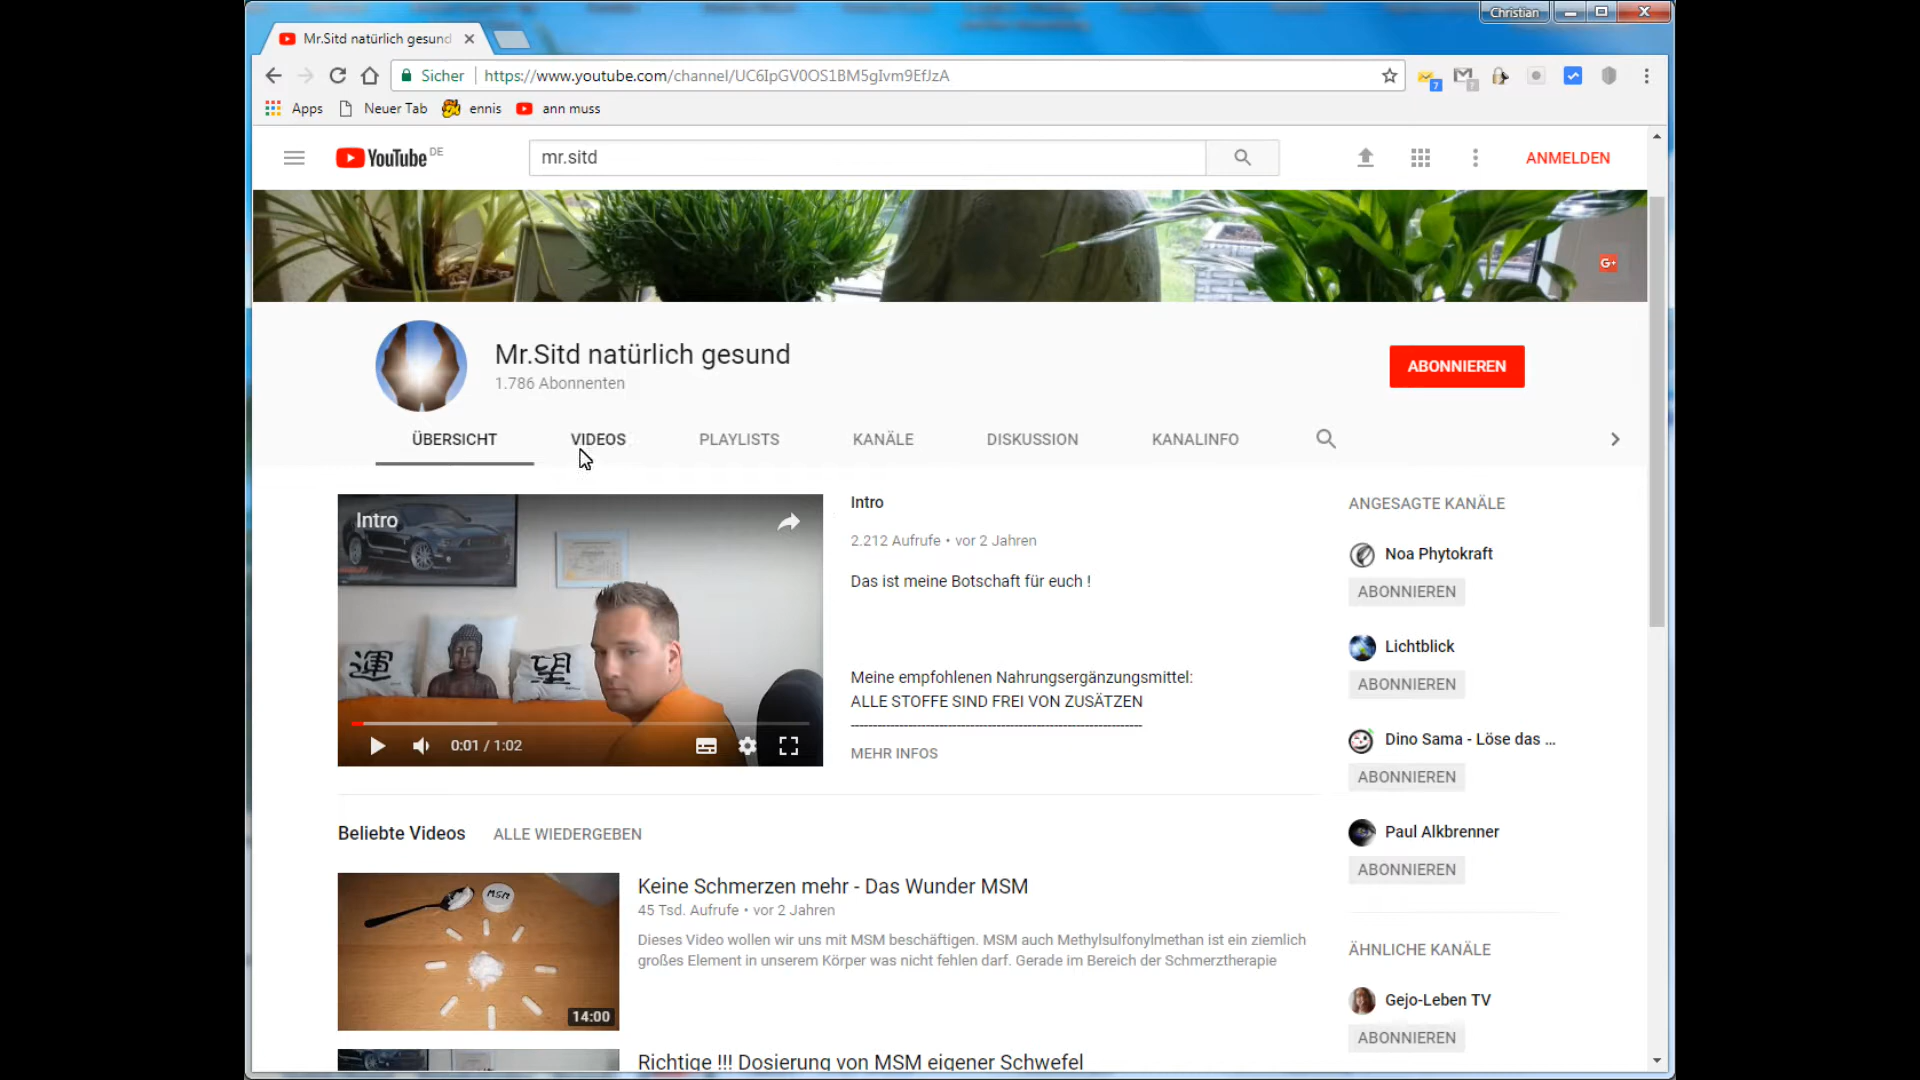 Christian
Mr.Sitd natürlich gesund
Sicher
https://www.youtube.com/channel/UC6IpGV0OS1BM5gIvm9EfJzA
7
?
Apps
Neuer Tab
ennis
ann muss
YouTube DE
mr.sitd
ANMELDEN
G+
Mr.Sitd natürlich gesund
1.786 Abonnenten
ABONNIEREN
ÜBERSICHT
VIDEOS
PLAYLISTS
KANÄLE
DISKUSSION
KANALINFO
Intro
運
望
0:01 / 1:02
Intro
2.212 Aufrufe • vor 2 Jahren
Das ist meine Botschaft für euch !
Meine empfohlenen Nahrungsergänzungsmittel:
ALLE STOFFE SIND FREI VON ZUSÄTZEN
MEHR INFOS
Beliebte Videos
ALLE WIEDERGEBEN
MSM
14:00
Keine Schmerzen mehr - Das Wunder MSM
45 Tsd. Aufrufe • vor 2 Jahren
Dieses Video wollen wir uns mit MSM beschäftigen. MSM auch Methylsulfonylmethan ist ein ziemlich
großes Element in unserem Körper was nicht fehlen darf. Gerade im Bereich der Schmerztherapie
Richtige !!! Dosierung von MSM eigener Schwefel
ANGESAGTE KANÄLE
Noa Phytokraft
ABONNIEREN
Lichtblick
ABONNIEREN
Dino Sama - Löse das ...
ABONNIEREN
Paul Alkbrenner
ABONNIEREN
ÄHNLICHE KANÄLE
Gejo-Leben TV
ABONNIEREN